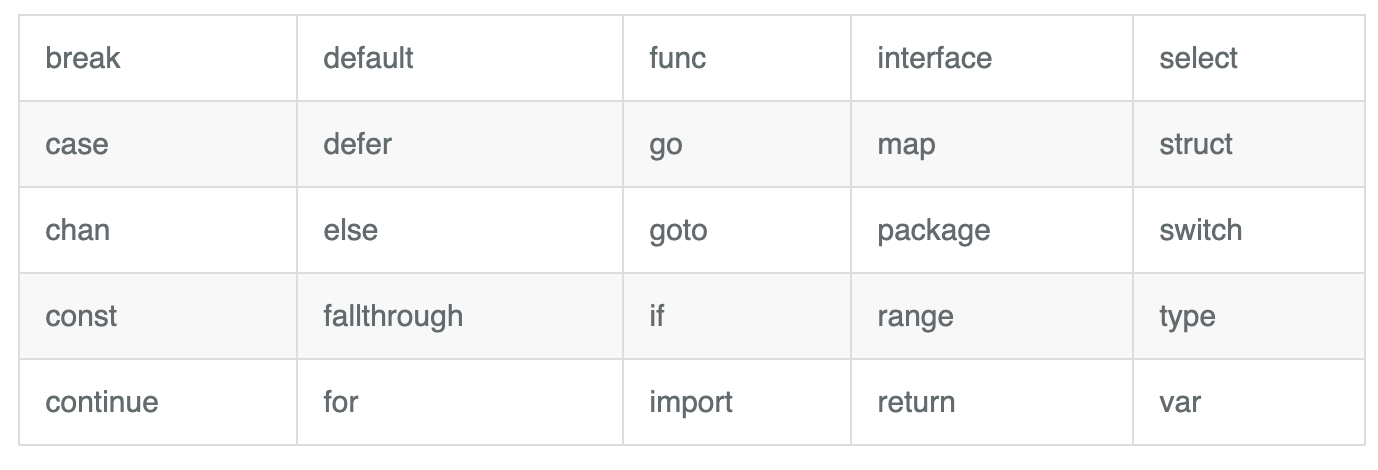 break default func interface select
case defer go map struct
chan else goto package switch
const fallthrough if range type
continue for import return var